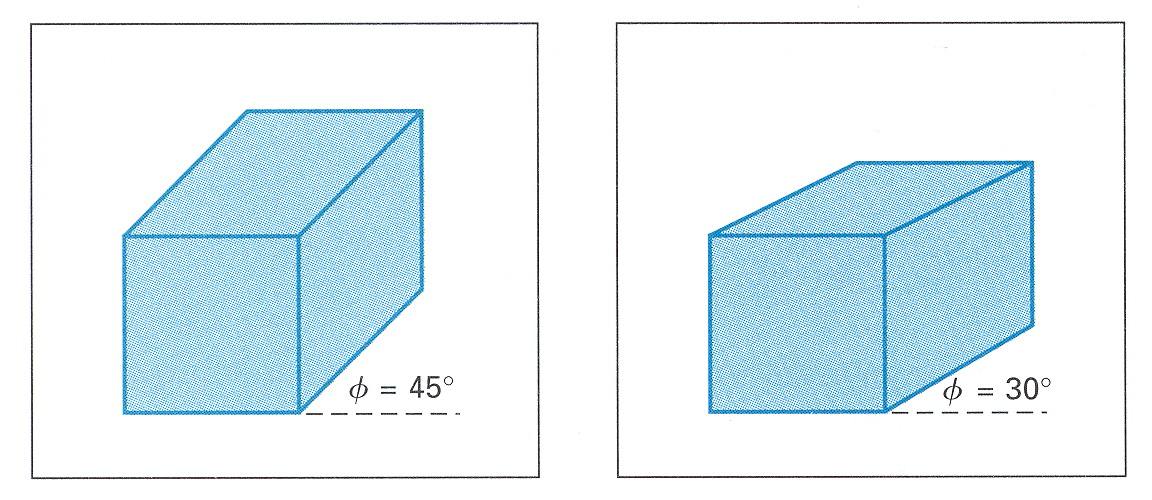 ϕ = 45°
ϕ = 30°